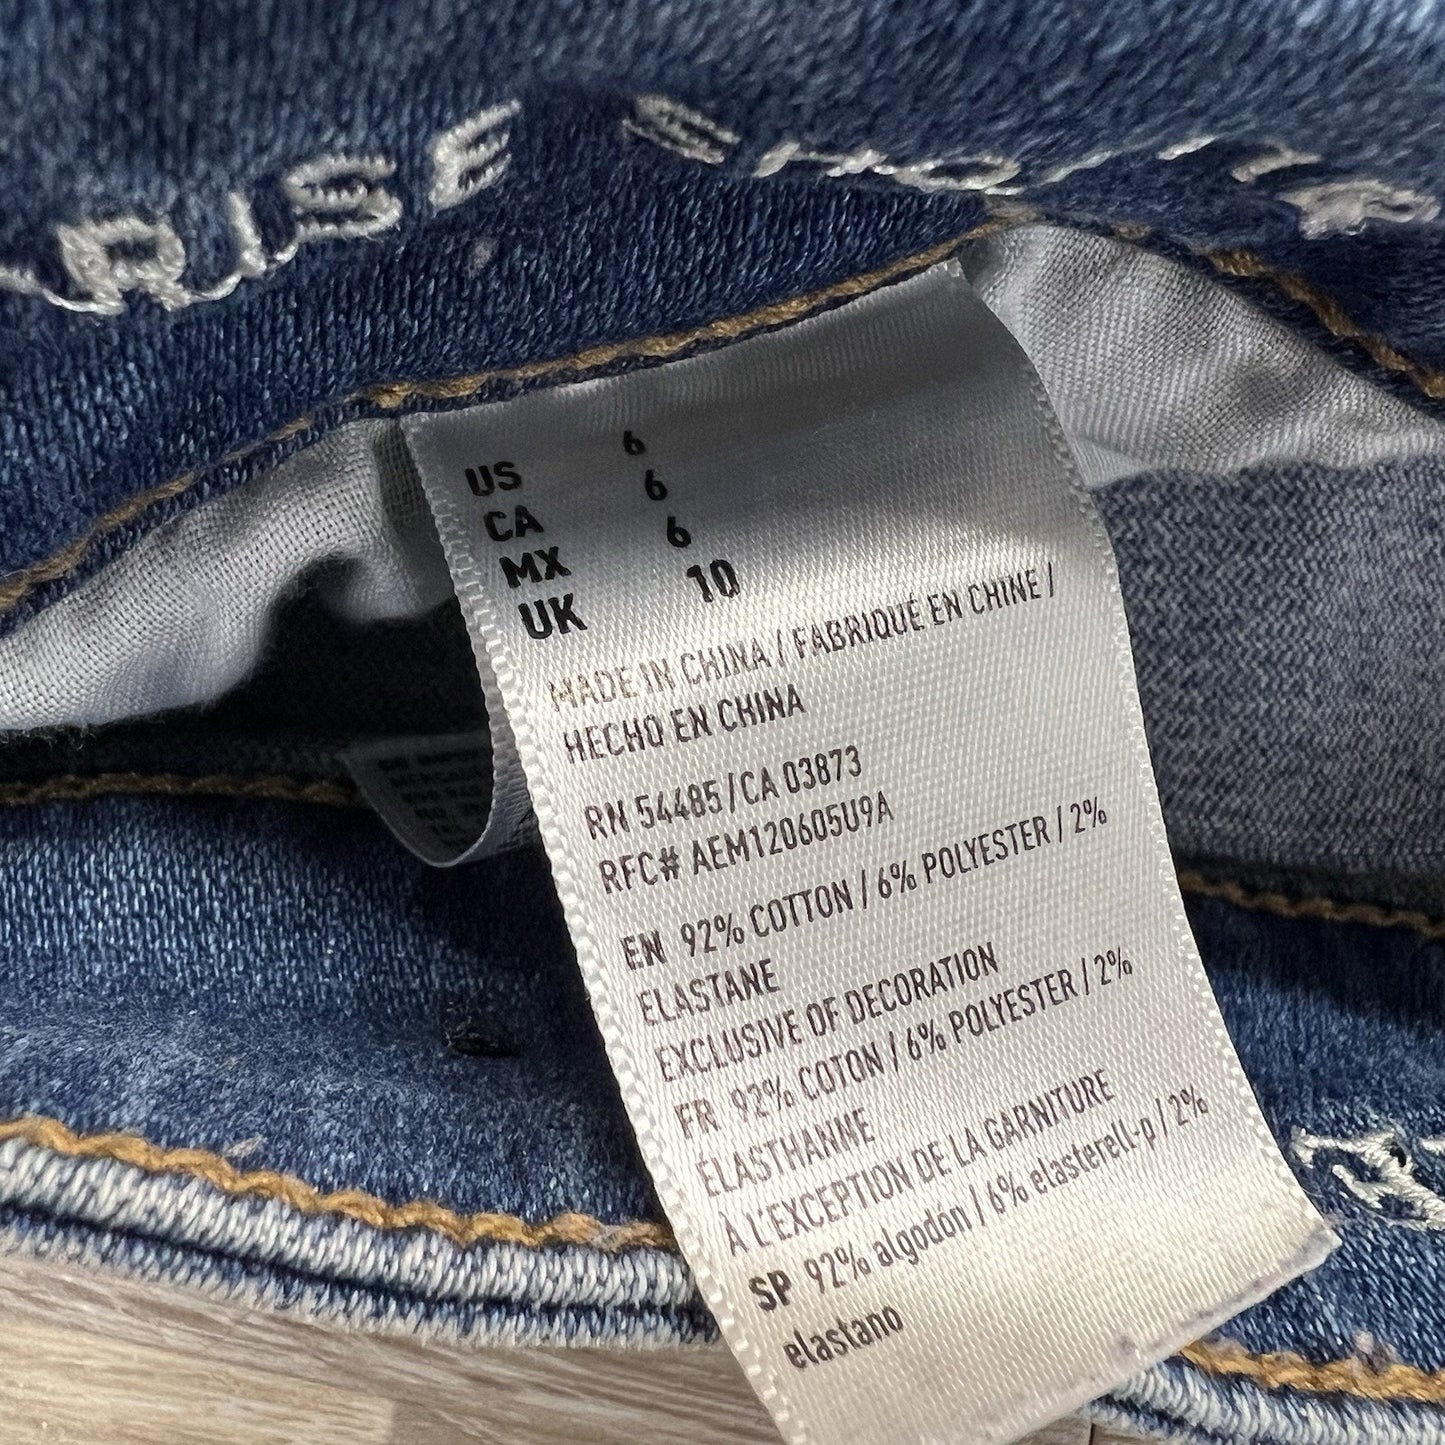 RISE SHORT
US 6
CA 6
MX 6
UK 10
MADE IN CHINA / FABRIQUÉ EN CHINE /
HECHO EN CHINA
RN 54485/CA 03873
RFC# AEM120605U9A
EN 92% COTTON / 6% POLYESTER / 2%
ELASTANE
EXCLUSIVE OF DECORATION
FR 92% COTON / 6% POLYESTER / 2%
ÉLASTHANNE
À L'EXCEPTION DE LA GARNITURE
SP 92% algodón / 6% elasterell-p / 2%
elastano